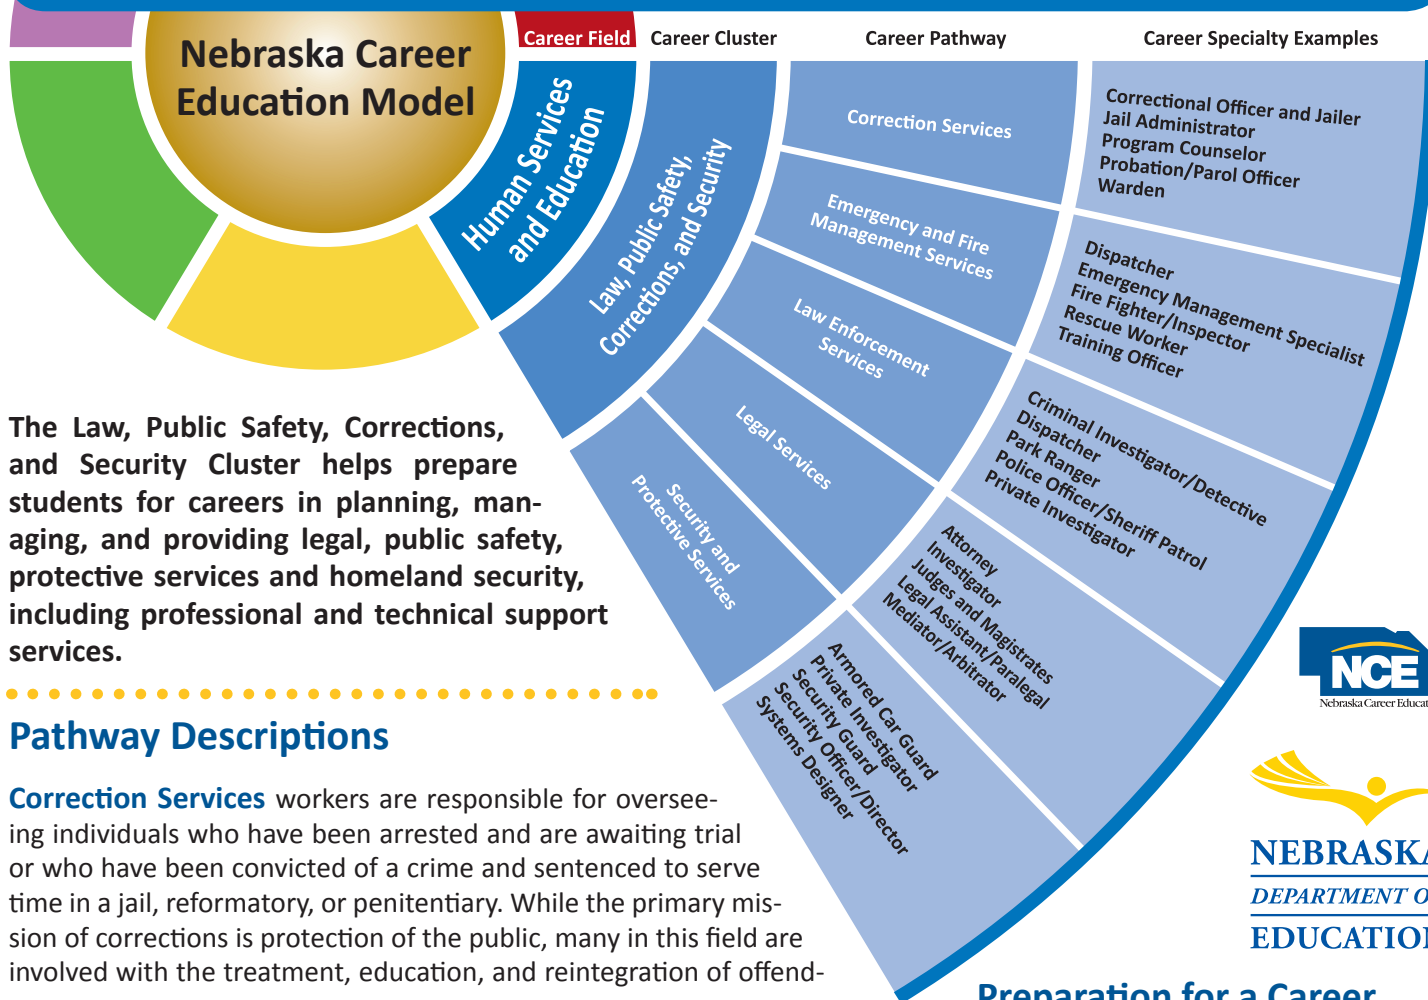 Nebraska Career
Education Model
Career Field
Career Cluster
Career Pathway
Career Specialty Examples
Human Services
and Education
Law, Public Safety,
Corrections, and Security
Correction Services
Correctional Officer and Jailer
Jail Administrator
Program Counselor
Probation/Parol Officer
Warden
Emergency and Fire
Management Services
Dispatcher
Emergency Management Specialist
Fire Fighter/Inspector
Rescue Worker
Training Officer
Law Enforcement
Services
Criminal Investigator/Detective
Dispatcher
Park Ranger
Police Officer/Sheriff Patrol
Private Investigator
Legal Services
Attorney
Investigator
Judges and Magistrates
Legal Assistant/Paralegal
Mediator/Arbitrator
Security and
Protective Services
Armored Car Guard
Private Investigator
Security Guard
Security Officer/Director
Systems Designer
The Law, Public Safety, Corrections,
and Security Cluster helps prepare
students for careers in planning, man-
aging, and providing legal, public safety,
protective services and homeland security,
including professional and technical support
services.
Pathway Descriptions
Correction Services workers are responsible for oversee-
ing individuals who have been arrested and are awaiting trial
or who have been convicted of a crime and sentenced to serve
time in a jail, reformatory, or penitentiary. While the primary mis-
sion of corrections is protection of the public, many in this field are
involved with the treatment, education, and reintegration of offend-
NCE
Nebraska Career Educat
NEBRASKA
DEPARTMENT O
EDUCATION
Preparation for a Career